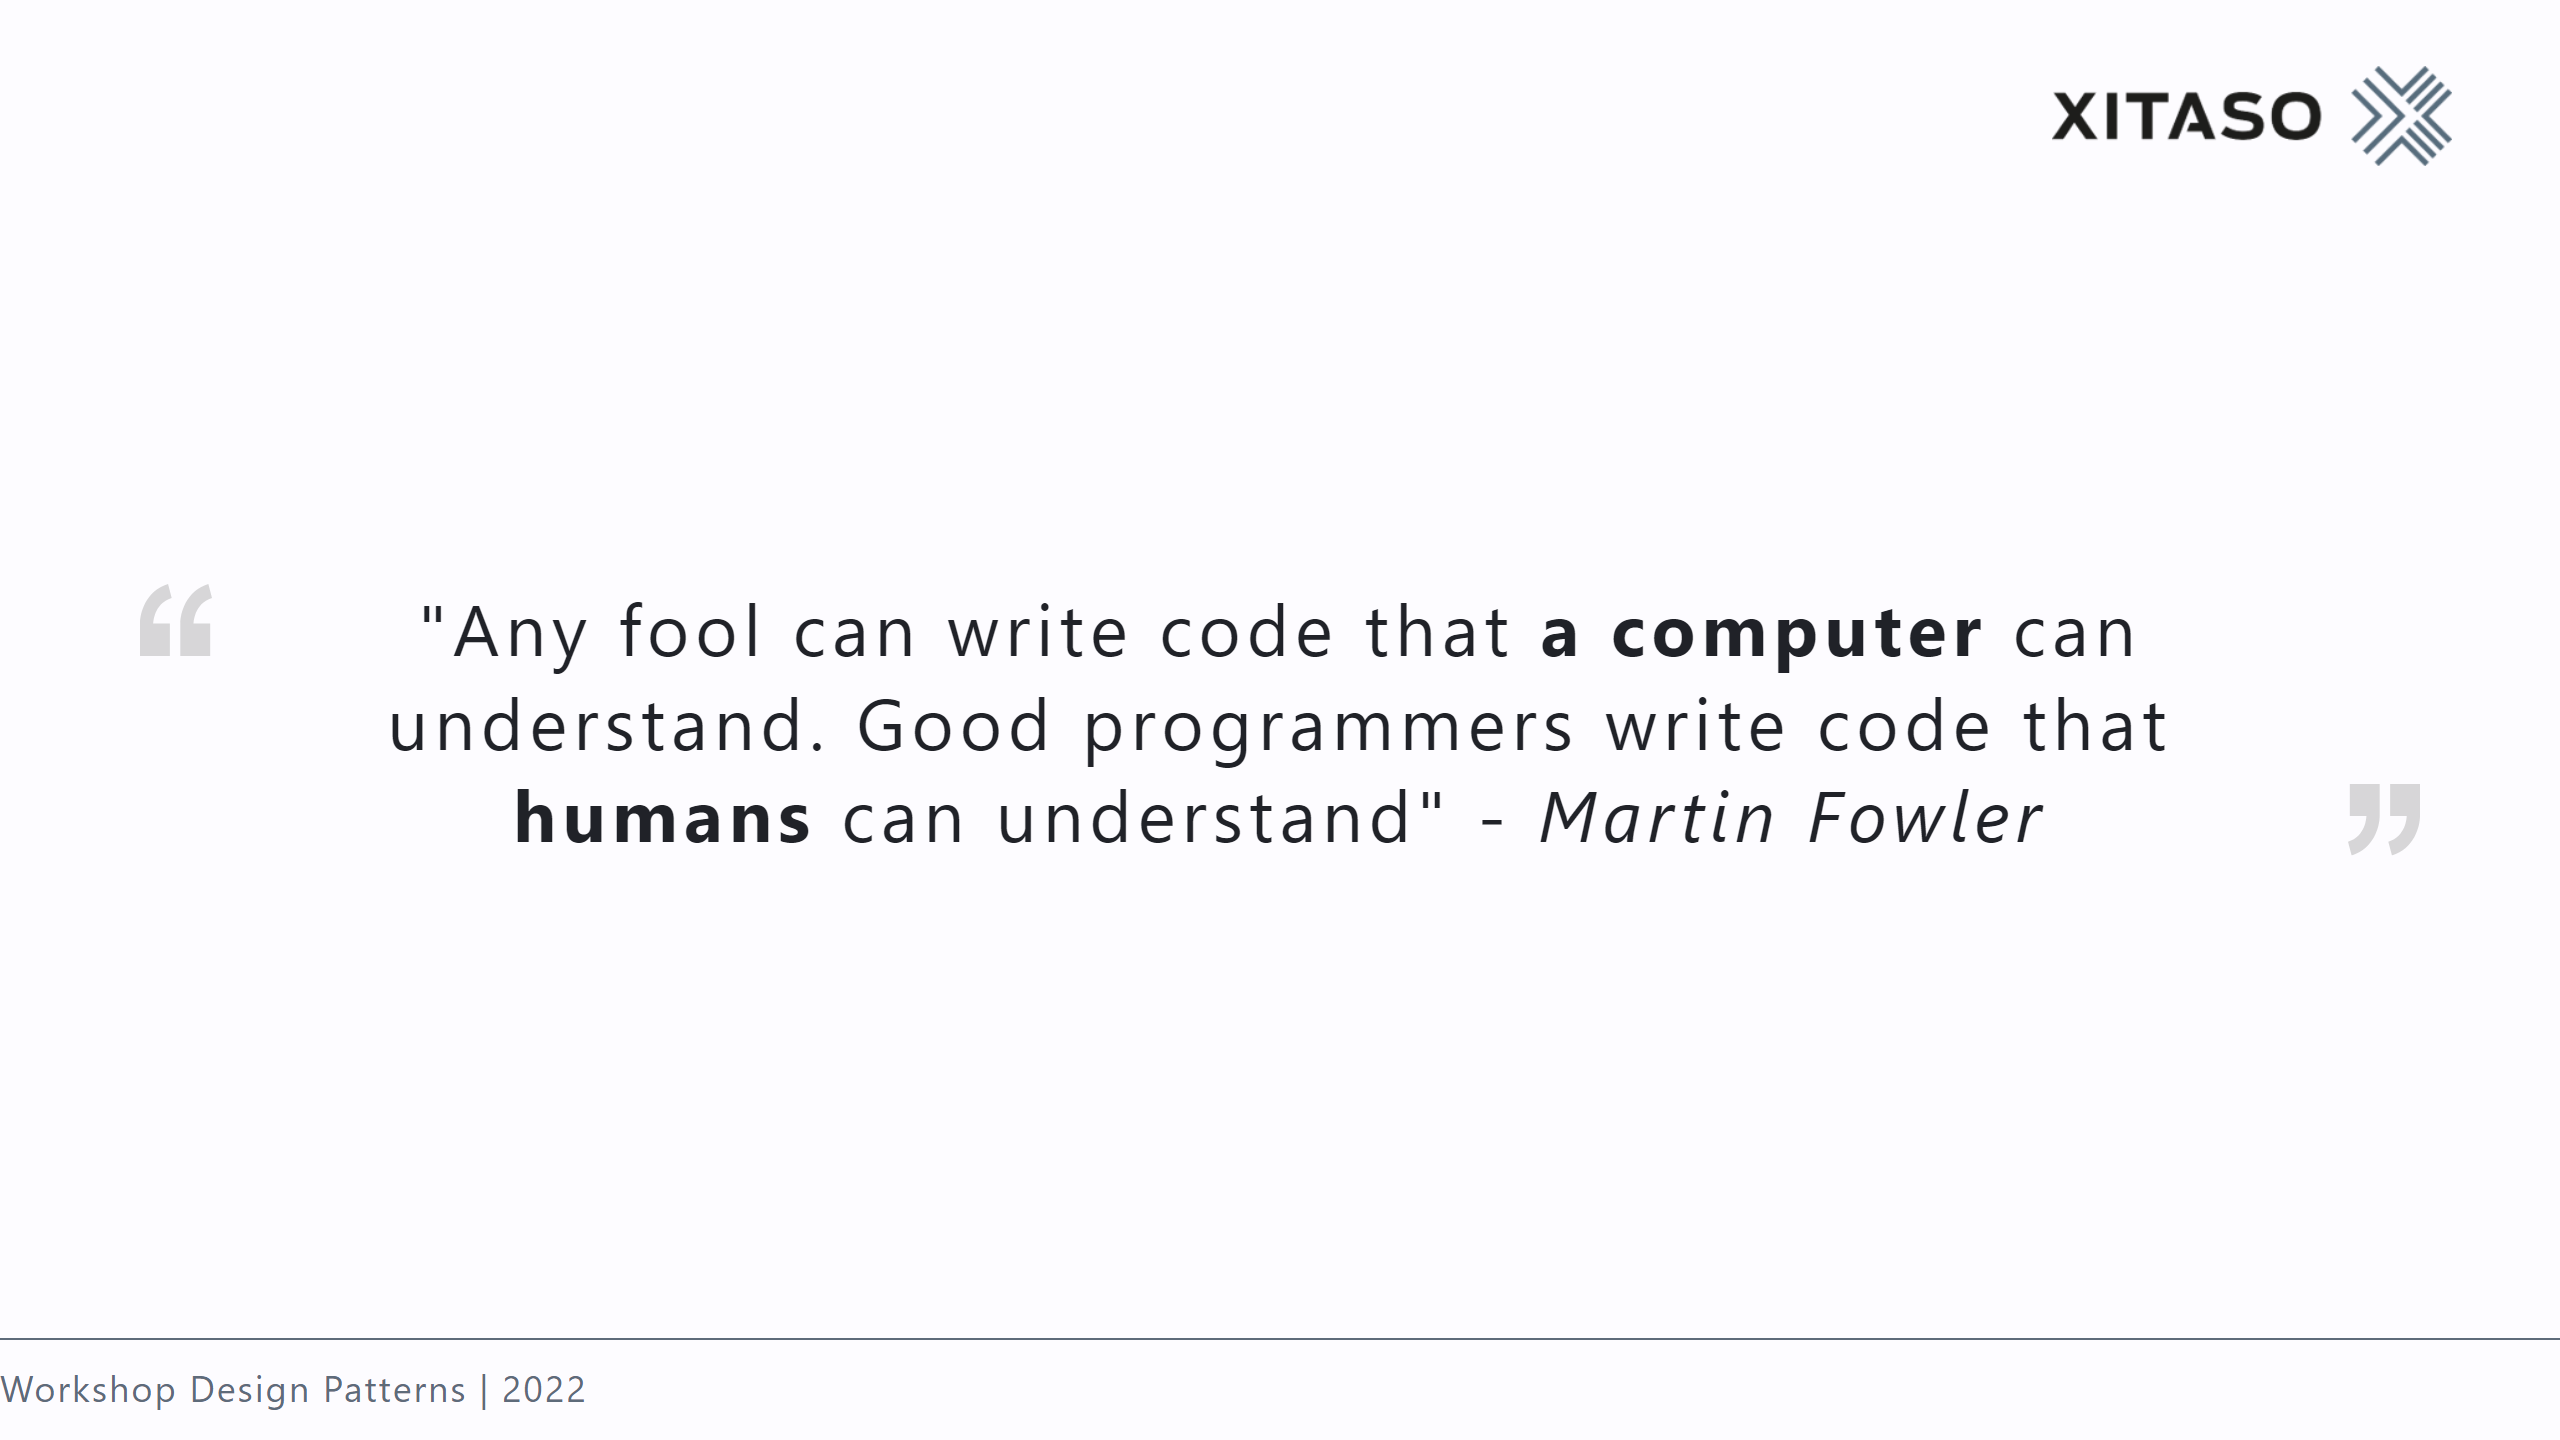 XITASO
"Any fool can write code that a computer can
understand. Good programmers write code that
humans can understand" - Martin Fowler
Workshop Design Patterns | 2022